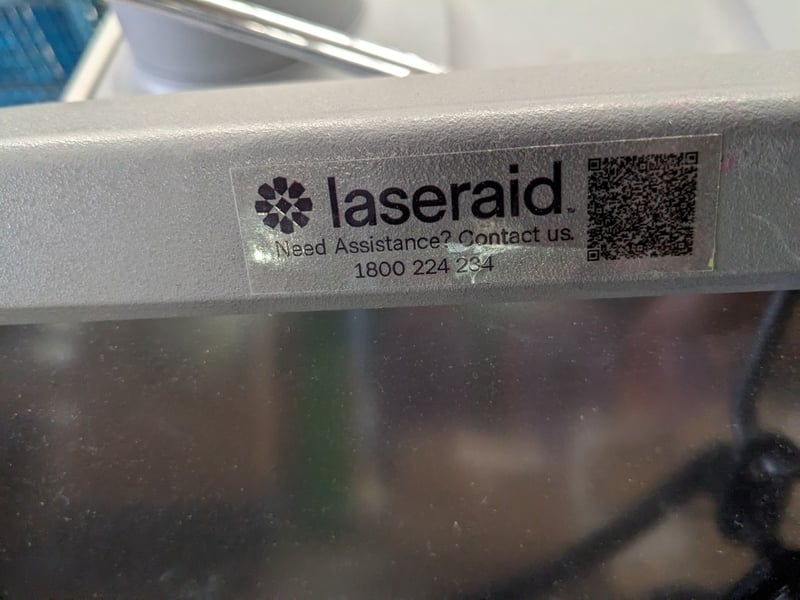 laseraid
Need Assistance? Contact us.
1800 224 234